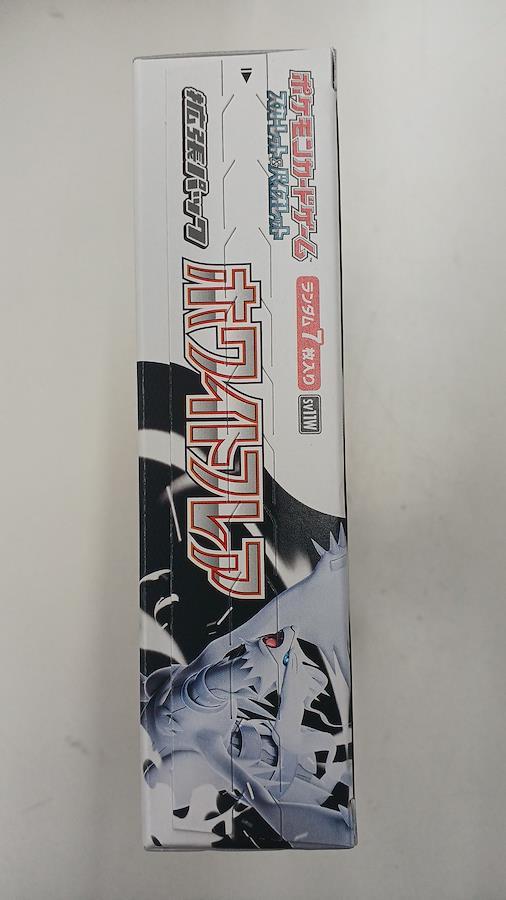 ポケモンカードゲーム™
スカーレット&バイオレット
ランダム7枚入り
SV11W
拡張パック
ホワイトフレア